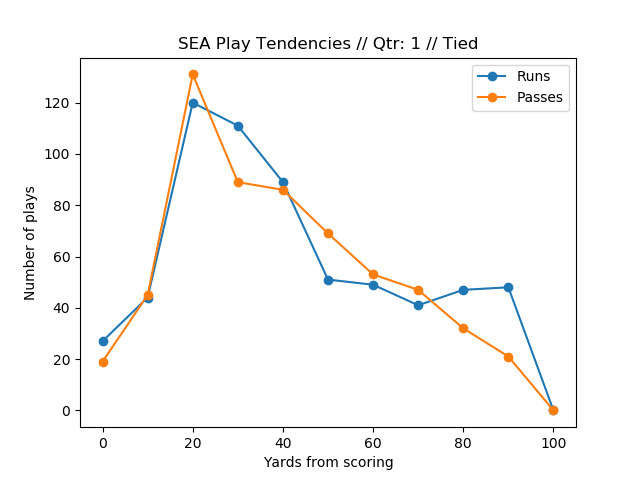 SEA Play Tendencies // Qtr: 1 // Tied
Runs
Passes
Number of plays
120
100
80
60
40
20
0
0 20 40 60 80 100
Yards from scoring